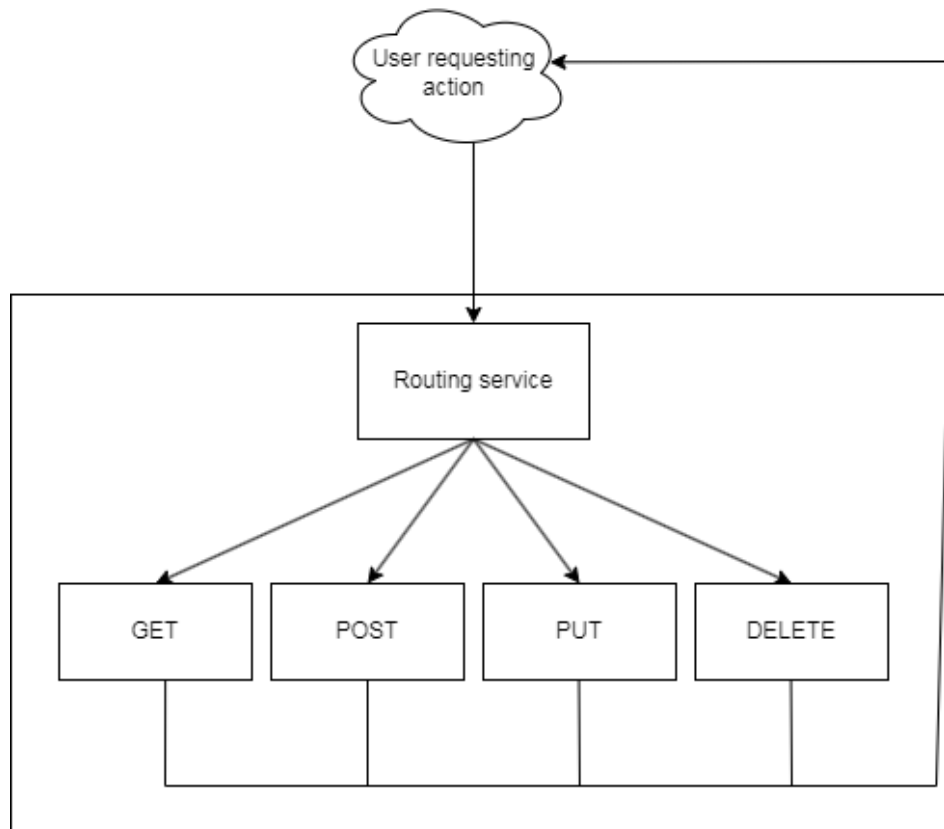 User requesting
action
Routing service
GET
POST
PUT
DELETE